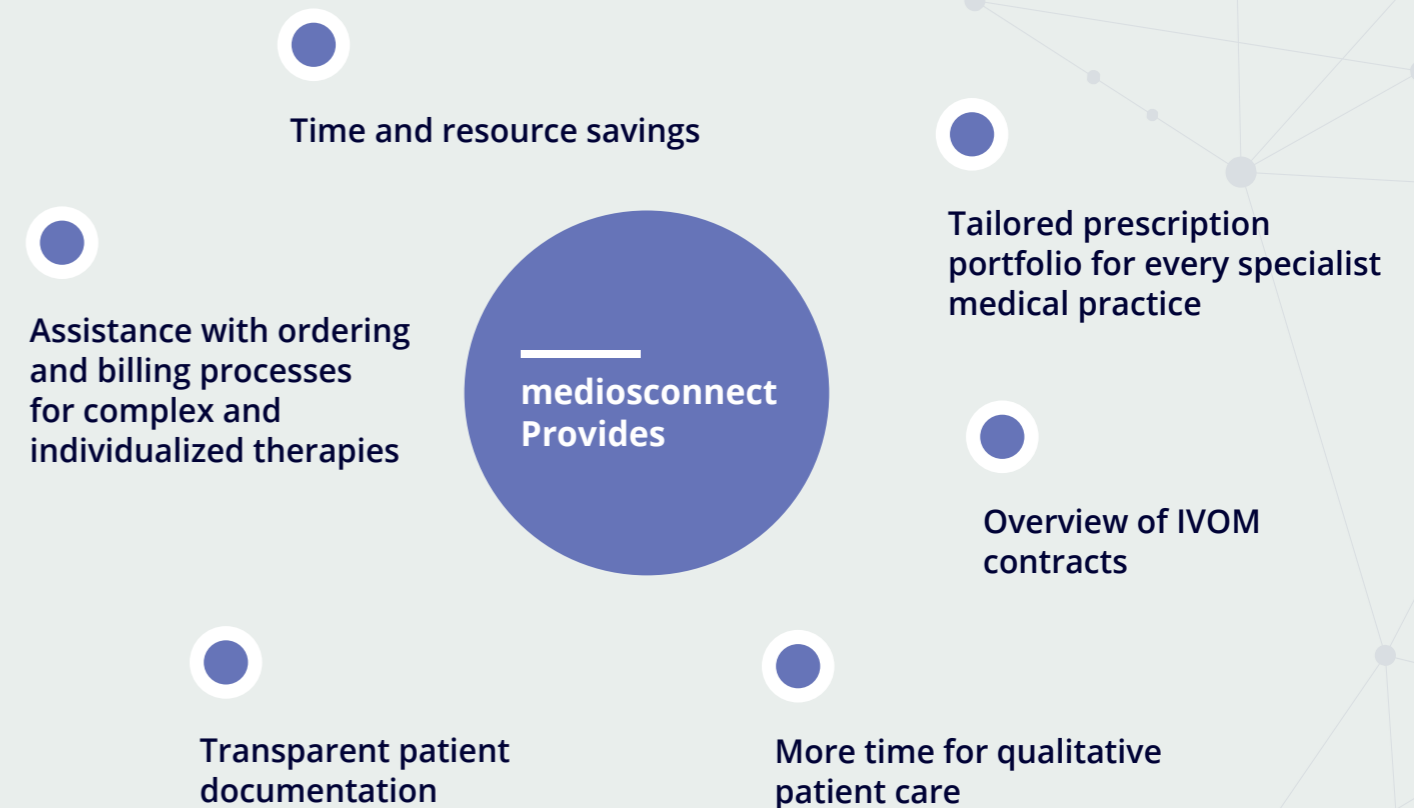 Time and resource savings
Tailored prescription
portfolio for every specialist
medical practice
Assistance with ordering
and billing processes
for complex and
individualized therapies
mediosconnect
Provides
Overview of IVOM
contracts
Transparent patient
documentation
More time for qualitative
patient care